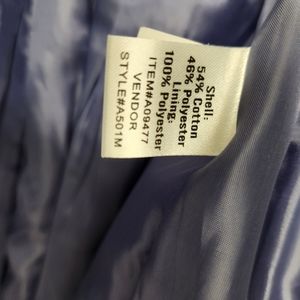 Shell:
54% Cotton
46% Polyester
Lining:
100% Polyester
ITEM#A09477
VENDOR
STYLE#A501M